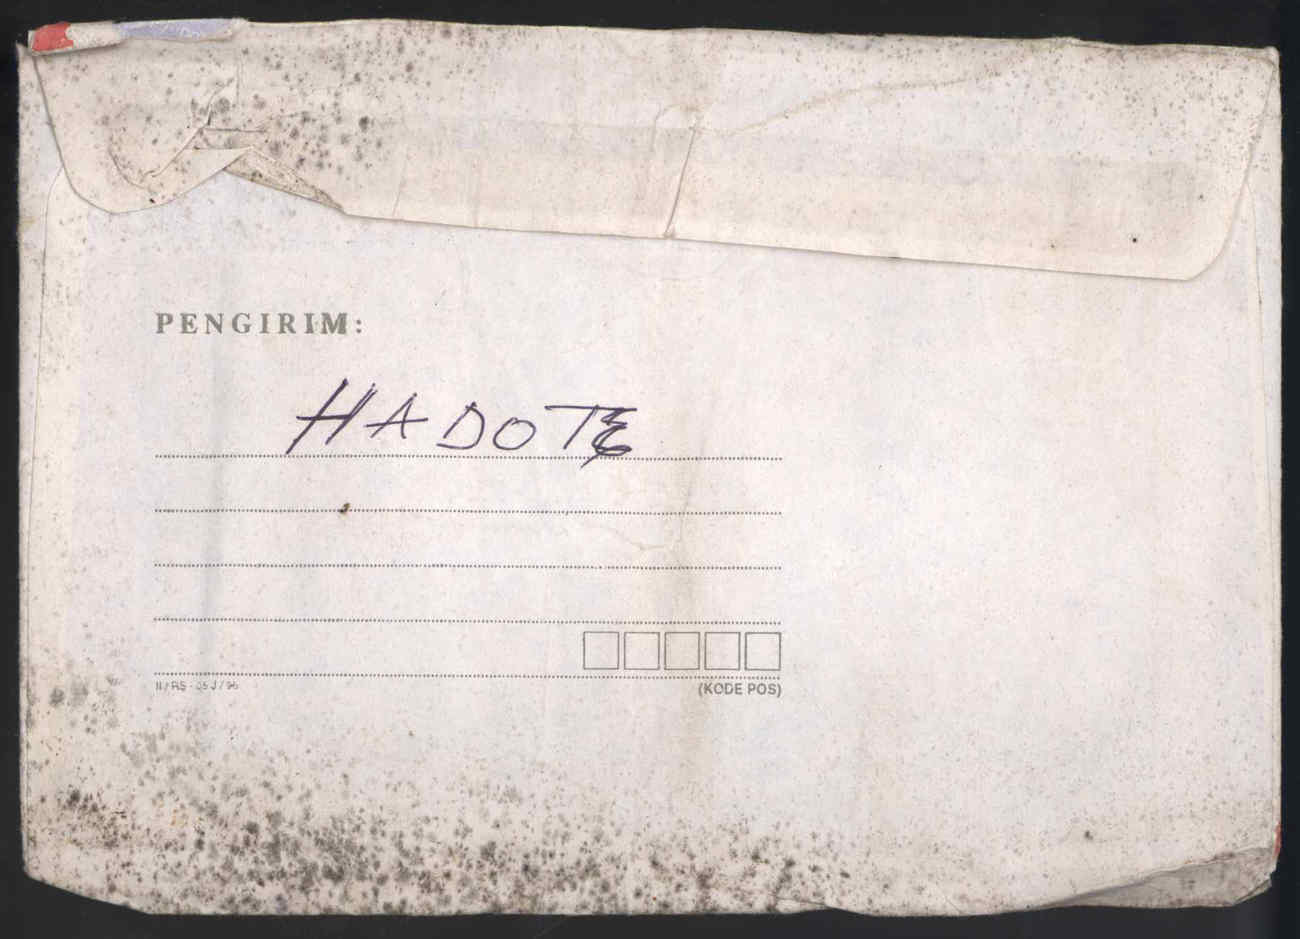 PENGIRIM:
HADOTE
(KODE POS)